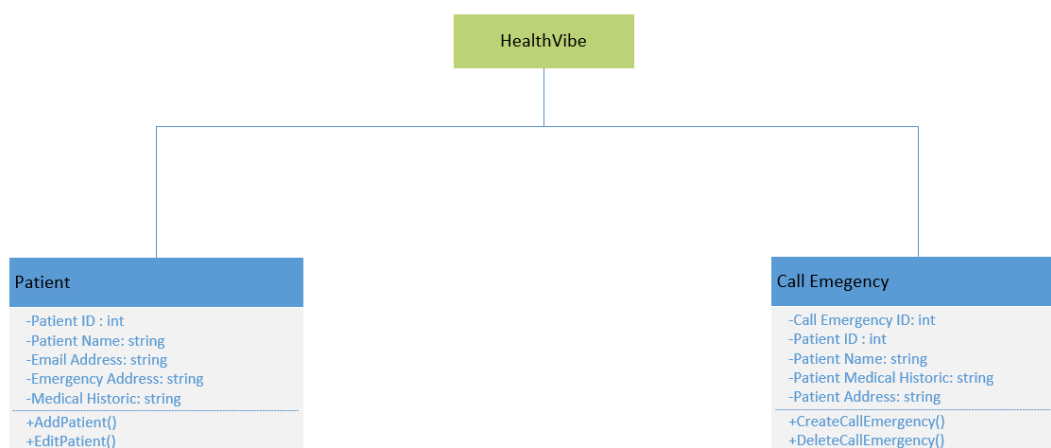 HealthVibe
Patient
-Patient ID : int
-Patient Name: string
-Email Address: string
-Emergency Address: string
-Medical Historic: string
+AddPatient()
+EditPatient()
Call Emegency
-Call Emergency ID: int
-Patient ID : int
-Patient Name: string
-Patient Medical Historic: string
-Patient Address: string
+CreateCallEmergency()
+DeleteCallEmergency()